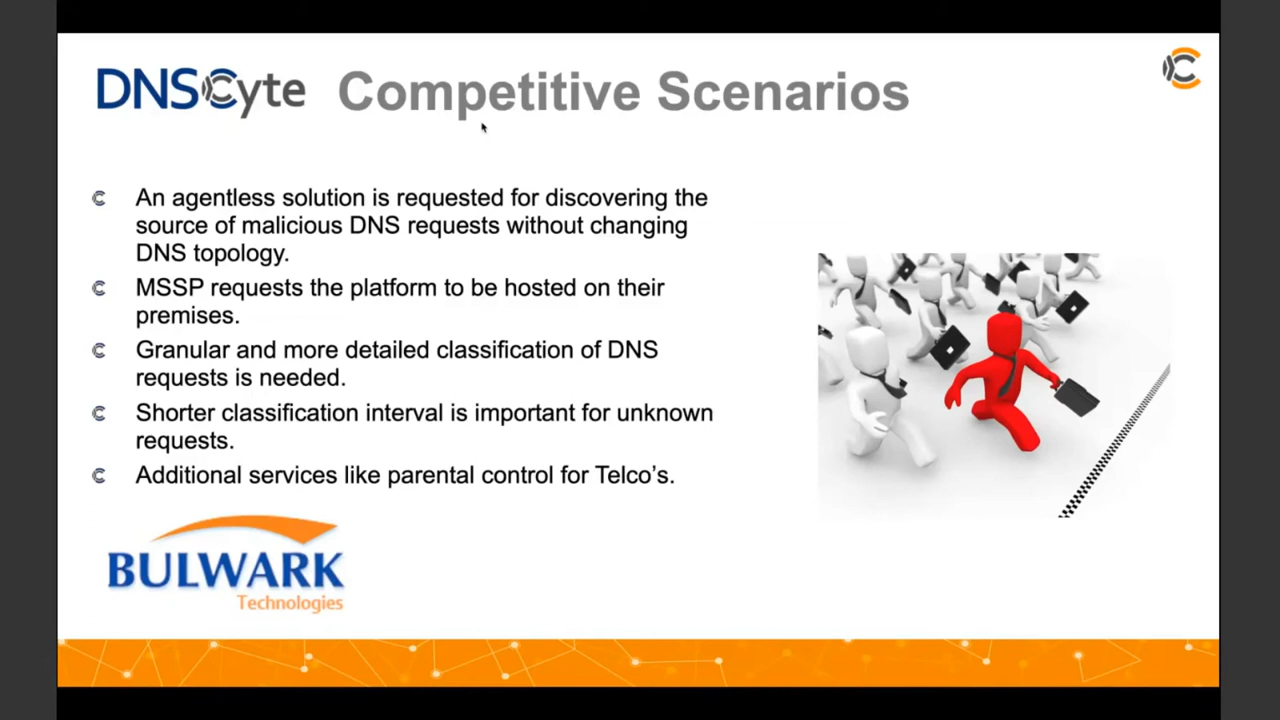 DNSCyte Competitive Scenarios
An agentless solution is requested for discovering the
source of malicious DNS requests without changing
DNS topology.
MSSP requests the platform to be hosted on their
premises.
Granular and more detailed classification of DNS
requests is needed.
Shorter classification interval is important for unknown
requests.
Additional services like parental control for Telco’s.
BULWARK
Technologies